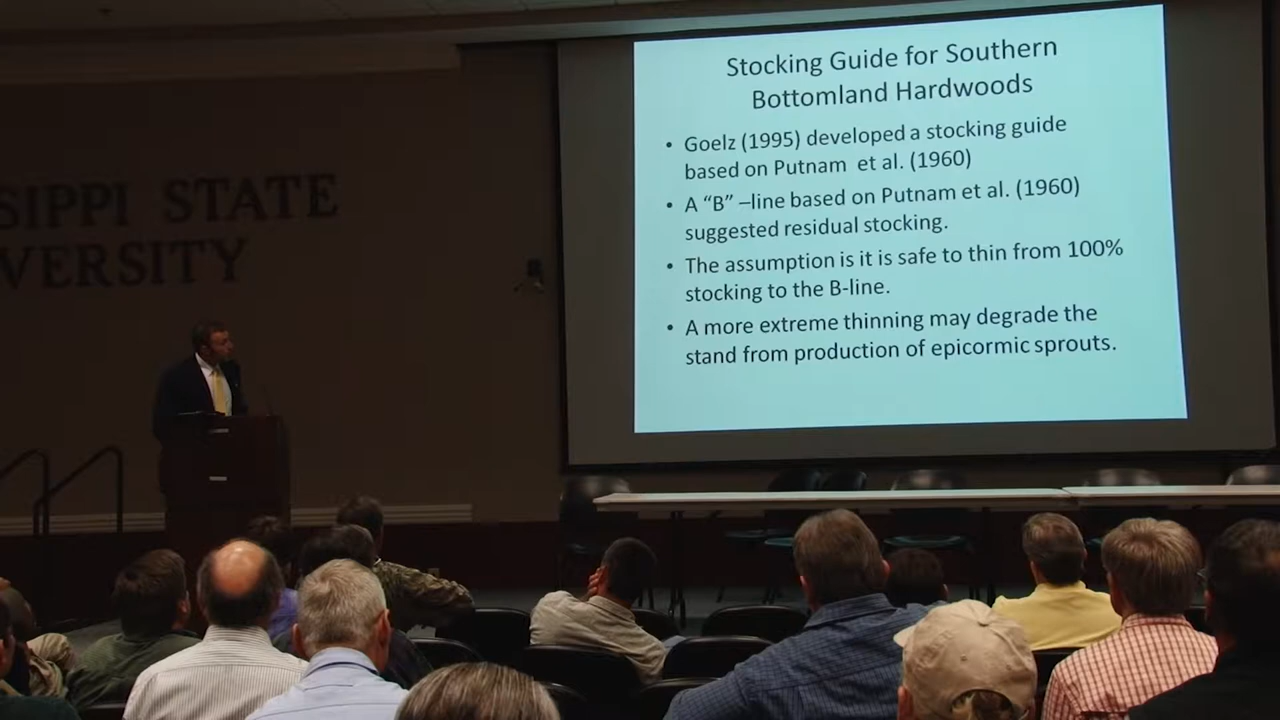 SIPPI STATE
VERSITY
Stocking Guide for Southern
Bottomland Hardwoods
• Goelz (1995) developed a stocking guide
based on Putnam et al. (1960)
• A “B” –line based on Putnam et al. (1960)
suggested residual stocking.
• The assumption is it is safe to thin from 100%
stocking to the B-line.
• A more extreme thinning may degrade the
stand from production of epicormic sprouts.